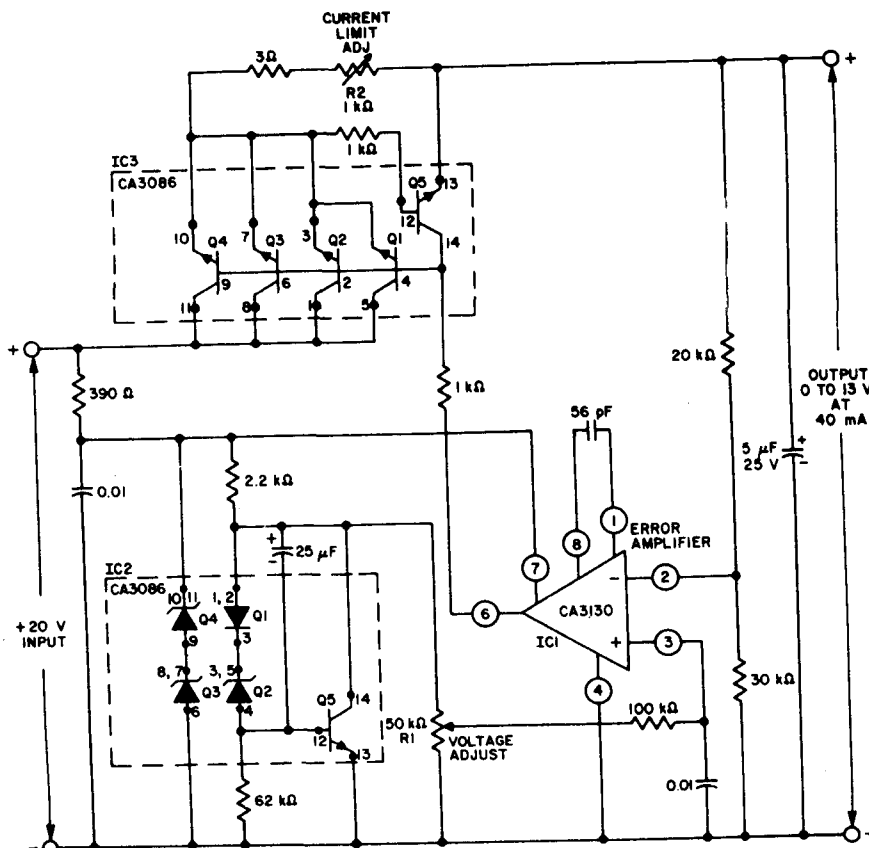 CURRENT
LIMIT
ADJ
3Ω
R2
1 kΩ
1 kΩ
IC3
CA3086
Q5
13
12
14
10
Q4
9
11
7
Q3
6
8
3
Q2
2
1
Q1
4
5
+
+
390 Ω
1 kΩ
56 pF
20 kΩ
OUTPUT
0 TO 13 V
AT
40 mA
5 µF
25 V
+
-
0.01
2.2 kΩ
+
-
25 µF
7
8
1
ERROR
AMPLIFIER
-
2
6
CA3130
IC1
+
3
4
IC2
CA3086
+20 V
INPUT
10 11
Q4
9
1, 2
Q1
3
8, 7
Q3
6
3, 5
Q2
4
Q5
14
12
13
50 kΩ
R1
VOLTAGE
ADJUST
100 kΩ
30 kΩ
62 kΩ
0.01
-
-